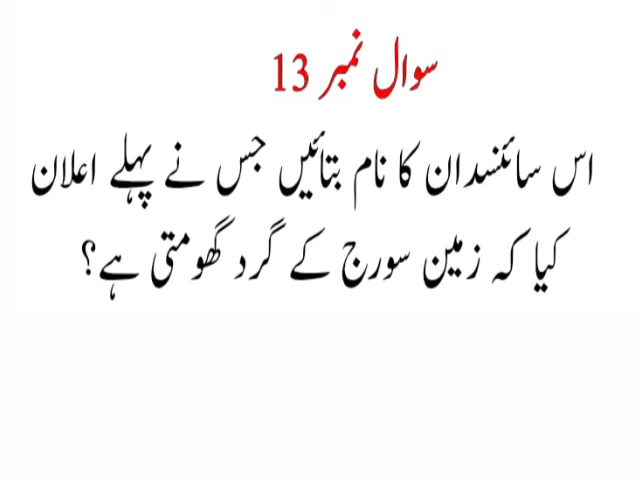 سوال نمبر 13
اس سائنسدان کا نام بتائیں جس نے پہلے اعلان
کیا کہ زمین سورج کے گرد گھومتی ہے؟